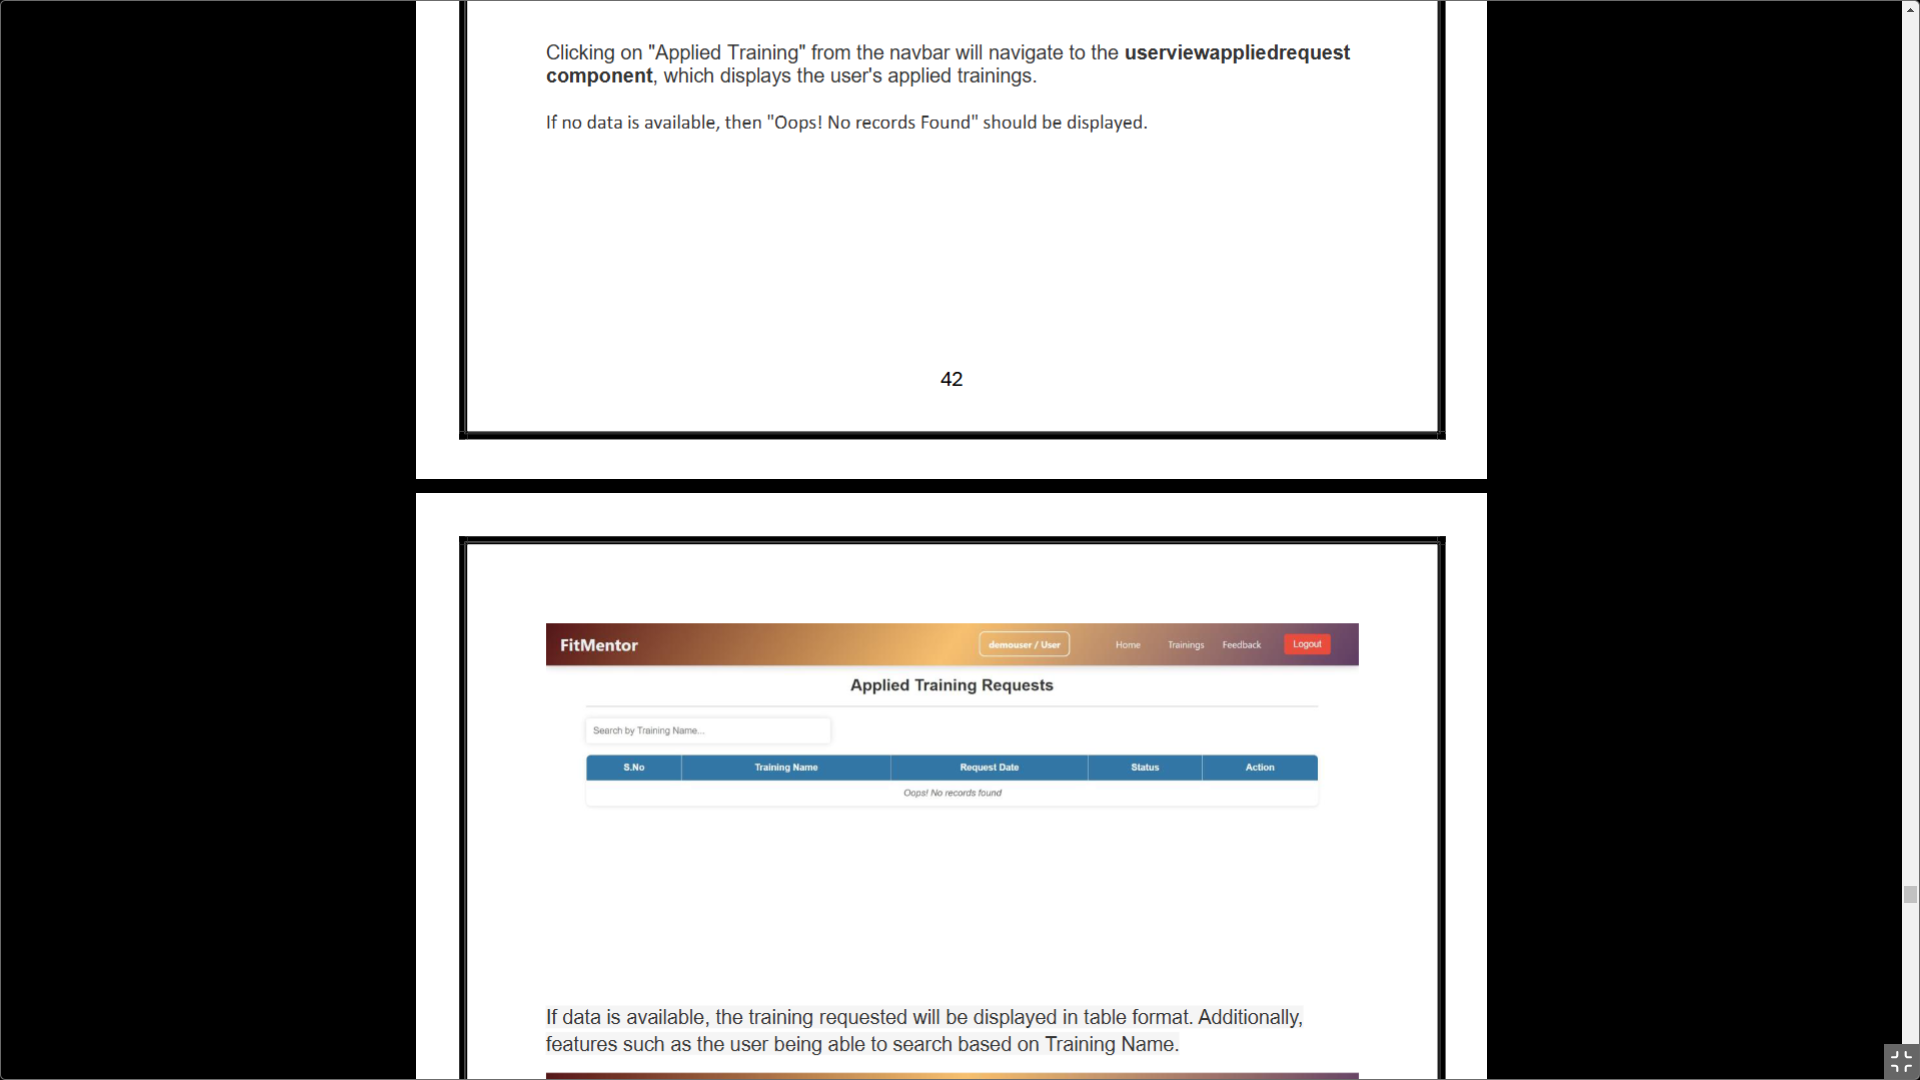 Clicking on "Applied Training" from the navbar will navigate to the userviewappliedrequest
component, which displays the user's applied trainings.
If no data is available, then "Oops! No records Found" should be displayed.
42
FitMentor
demouser / User
Home
Trainings
Feedback
Logout
Applied Training Requests
Search by Training Name...
S.No
Training Name
Request Date
Status
Action
Oops! No records found
If data is available, the training requested will be displayed in table format. Additionally,
features such as the user being able to search based on Training Name.